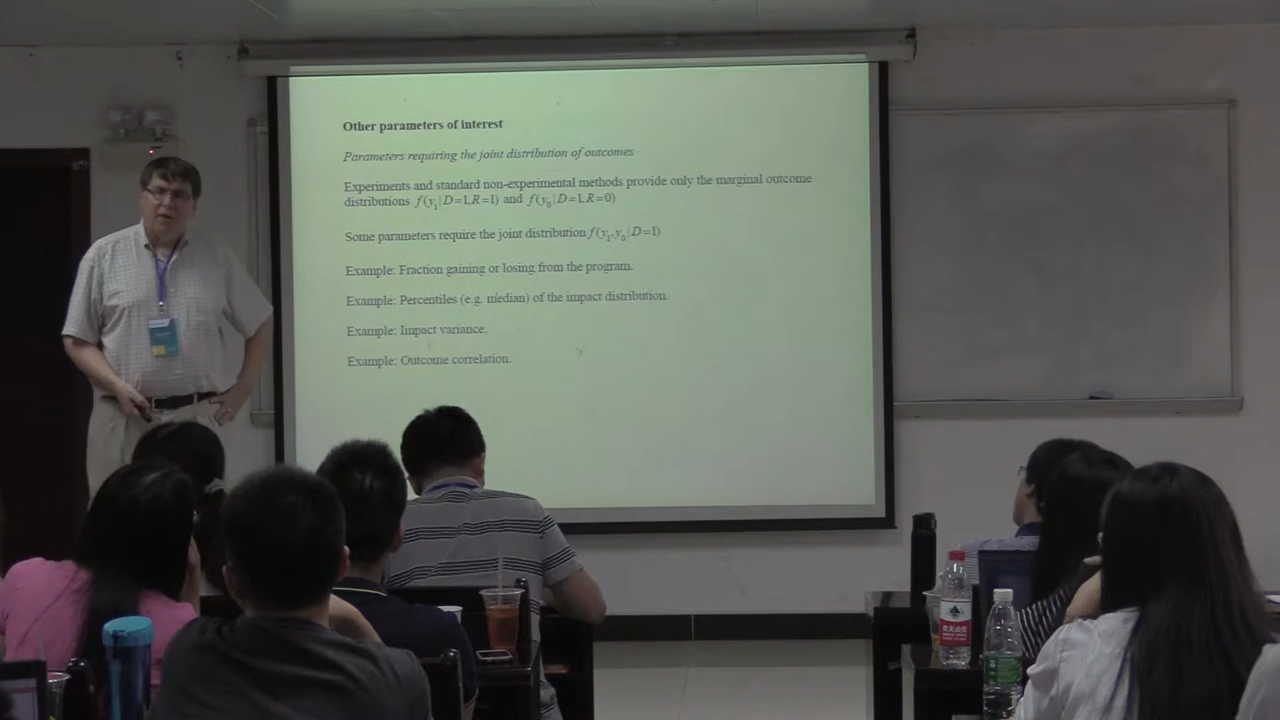 Other parameters of interest
Parameters requiring the joint distribution of outcomes
Experiments and standard non-experimental methods provide only the marginal outcome
distributions f(y₁|D=1,R=1) and f(y₀|D=1,R=0)
Some parameters require the joint distribution f(y₁,y₀|D=1)
Example: Fraction gaining or losing from the program.
Example: Percentiles (e.g. median) of the impact distribution.
Example: Impact variance.
Example: Outcome correlation.